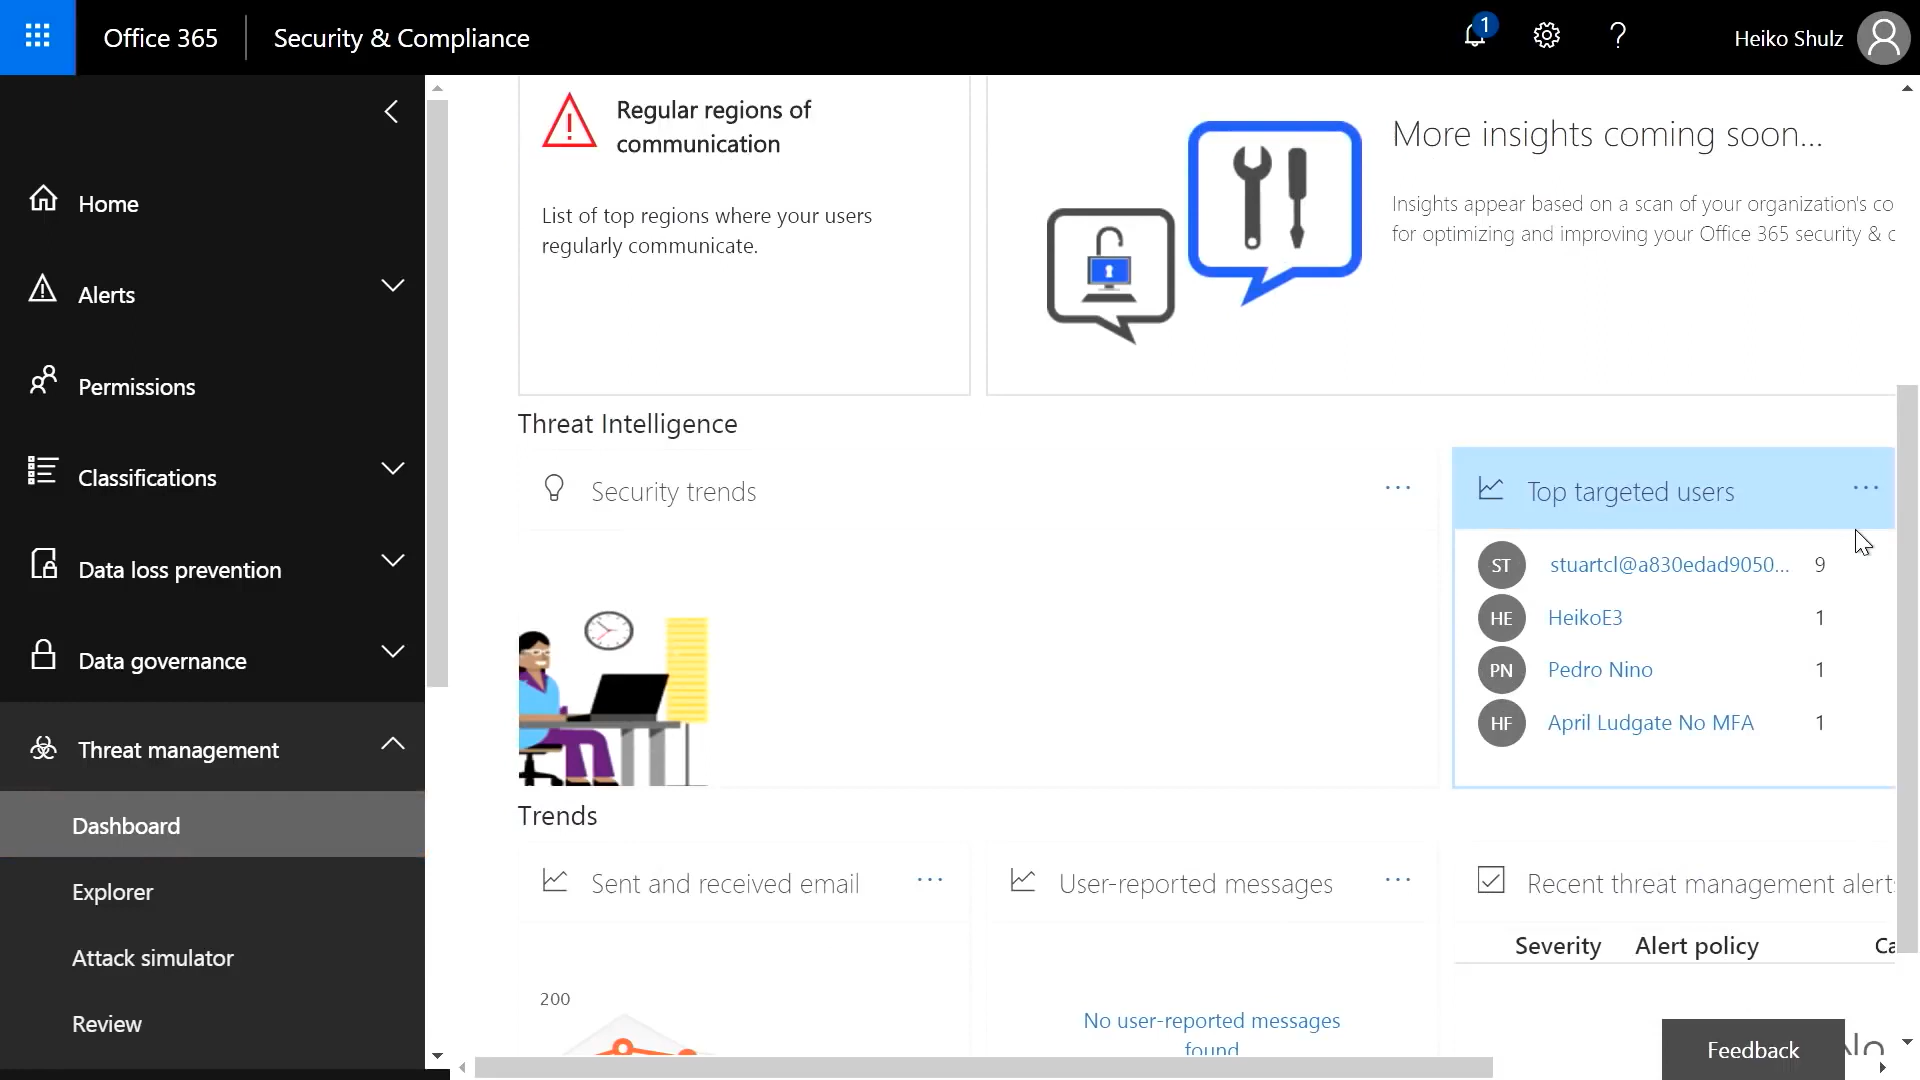 Office 365
Security & Compliance
1
Heiko Shulz
Home
Alerts
Permissions
Classifications
Data loss prevention
Data governance
Threat management
Dashboard
Explorer
Attack simulator
Review
Regular regions of
communication
List of top regions where your users
regularly communicate.
More insights coming soon...
Insights appear based on a scan of your organization's co
for optimizing and improving your Office 365 security & c
Threat Intelligence
Security trends
Top targeted users
ST stuartcl@a830edad9050... 9
HE HeikoE3 1
PN Pedro Nino 1
HF April Ludgate No MFA 1
Trends
Sent and received email
200
User-reported messages
No user-reported messages
found
Recent threat management alert
Severity Alert policy Ca
No
Feedback